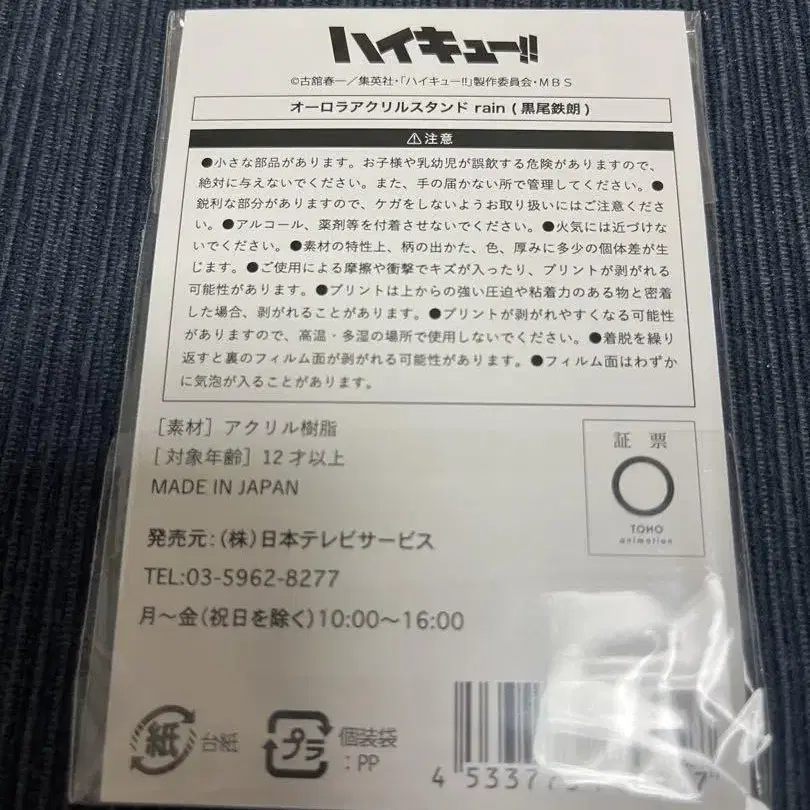 ハイキュー!!
©古舘春一／集英社・「ハイキュー!!」製作委員会・MBS
オーロラアクリルスタンド rain (黒尾鉄朗)
⚠注意
●小さな部品があります。お子様や乳幼児が誤飲する危険がありますので、
絶対に与えないでください。また、手の届かない所で管理してください。●
鋭利な部分がありますので、ケガをしないようお取り扱いにはご注意くださ
い。●アルコール、薬剤等を付着させないでください。●火気には近づけな
いでください。●素材の特性上、柄の出かた、色、厚みに多少の個体差が生
じます。●ご使用による摩擦や衝撃でキズが入ったり、プリントが剥がれる
可能性があります。●プリントは上からの強い圧迫や粘着力のある物と密着
した場合、剥がれることがあります。●プリントが剥がれやすくなる可能性
がありますので、高温・多湿の場所で使用しないでください。●着脱を繰り
返すと裏のフィルム面が剥がれる可能性があります。●フィルム面はわずか
に気泡が入ることがあります。
［素材］アクリル樹脂
［対象年齢］12才以上
MADE IN JAPAN
証票
TOHO
animation
発売元:（株）日本テレビサービス
TEL:03-5962-8277
月〜金(祝日を除く)10:00〜16:00
紙 台紙
プラ 個装袋
:PP
4 53377